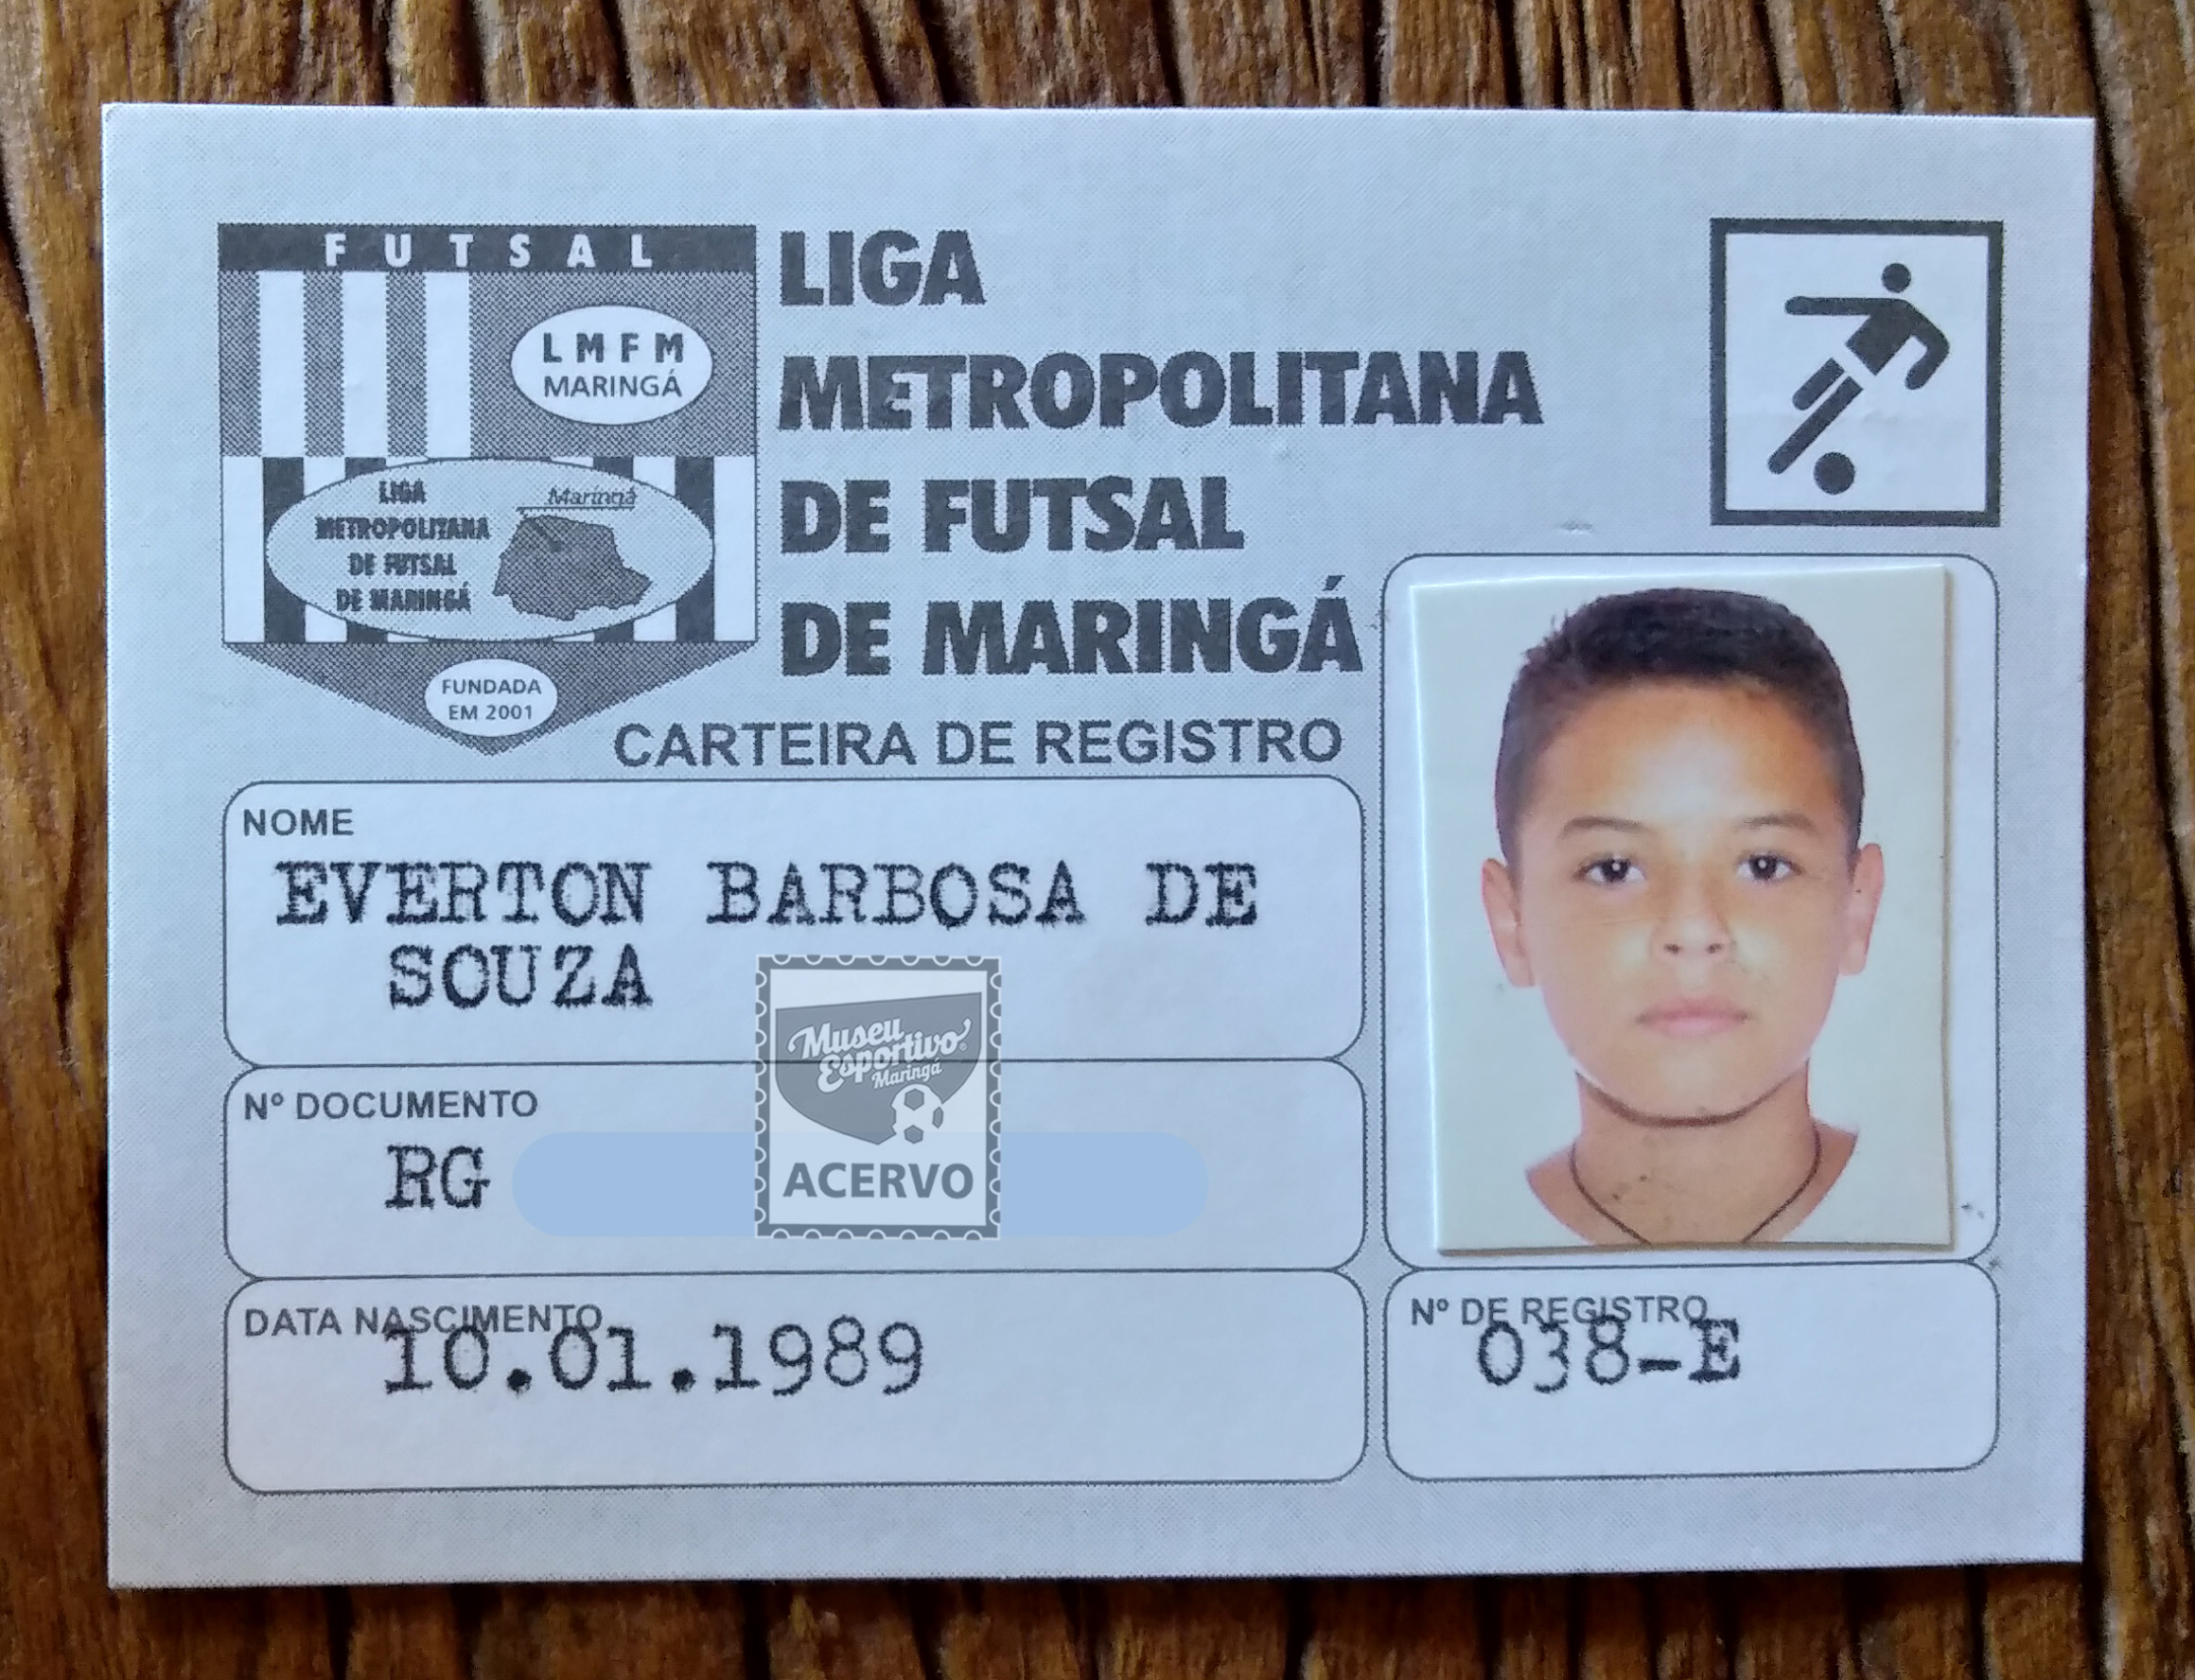 FUTSAL
LMFM
MARINGÁ
LIGA
METROPOLITANA
DE FUTSAL
DE MARINGÁ
Maringá
FUNDADA
EM 2001
LIGA
METROPOLITANA
DE FUTSAL
DE MARINGÁ
CARTEIRA DE REGISTRO
NOME
EVERTON BARBOSA DE
SOUZA
Museu
Esportivo
Maringá
ACERVO
Nº DOCUMENTO
RG
DATA NASCIMENTO
10.01.1989
Nº DE REGISTRO
038-E